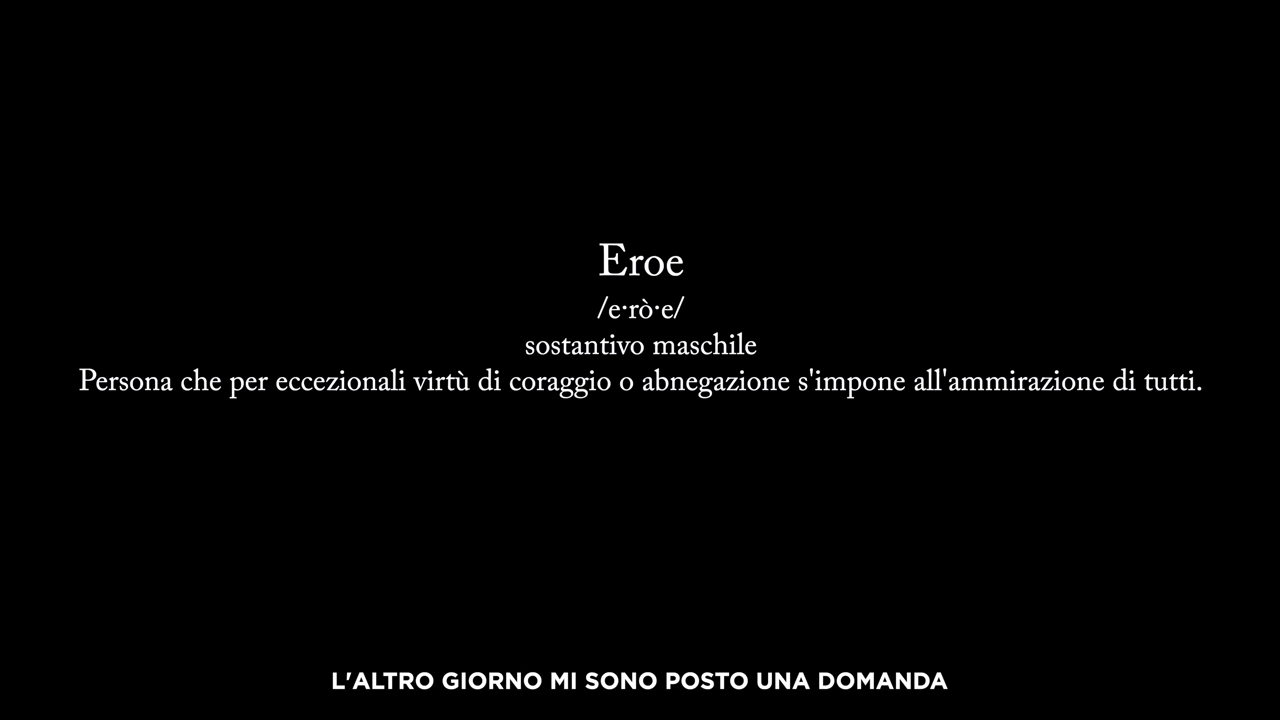 Eroe
/e·rò·e/
sostantivo maschile
Persona che per eccezionali virtù di coraggio o abnegazione s'impone all'ammirazione di tutti.
L'ALTRO GIORNO MI SONO POSTO UNA DOMANDA